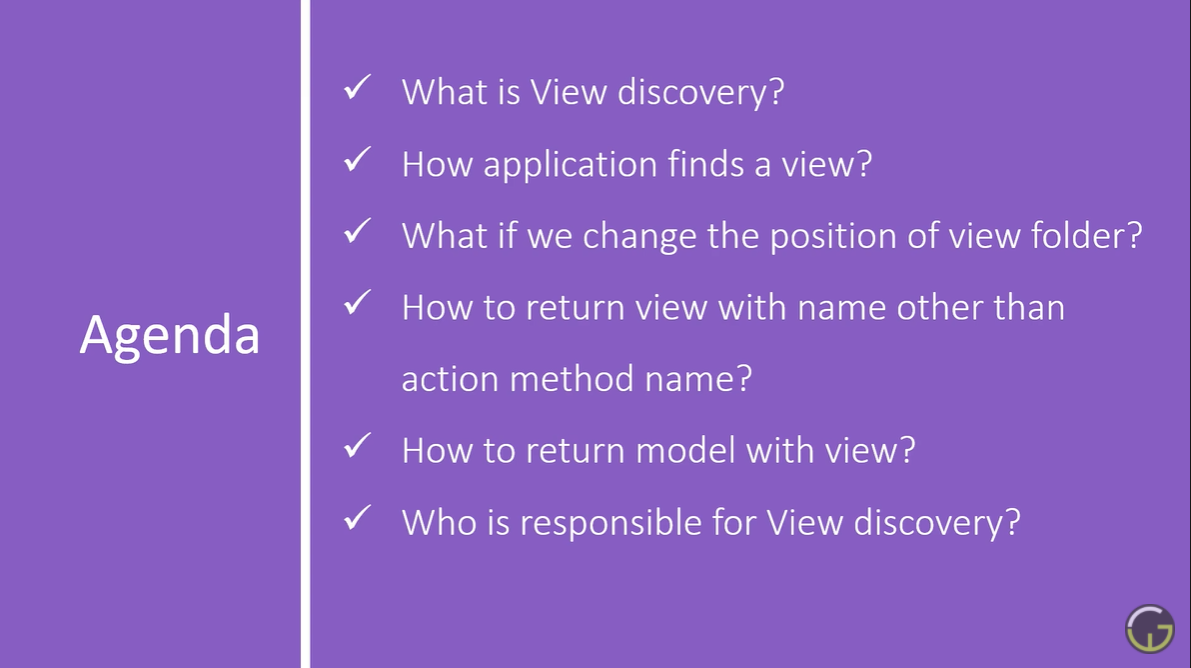 Agenda
✓ What is View discovery?
✓ How application finds a view?
✓ What if we change the position of view folder?
✓ How to return view with name other than
action method name?
✓ How to return model with view?
✓ Who is responsible for View discovery?